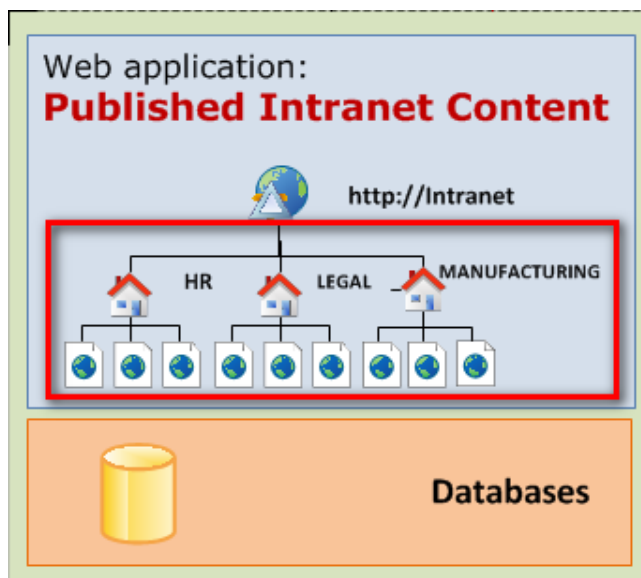 Web application:
Published Intranet Content
http://Intranet
HR
LEGAL
MANUFACTURING
Databases